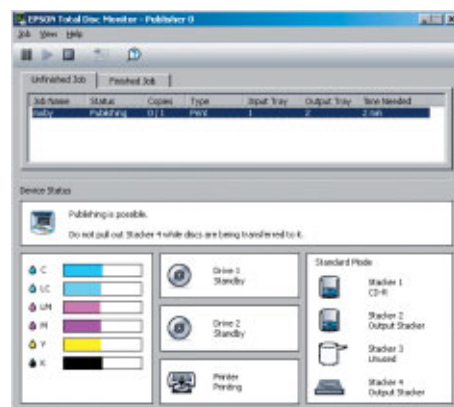 EPSON Total Disc Monitor - Publisher 0
Job View Help
Unfinished Job Finished Job
Job Name Status Copies Type Input Tray Output Tray Time Needed
Publishing 0 / 1 Print 1 2 2 min
Device Status
Publishing is possible.
Do not pull out Stacker 4 while discs are being transferred to it.
C
LC
LM
M
Y
K
Drive 1
Standby
Drive 2
Standby
Printer
Printing
Standard Mode
Stacker 1
CD-R
Stacker 2
Output Stacker
Stacker 3
Unused
Stacker 4
Output Stacker